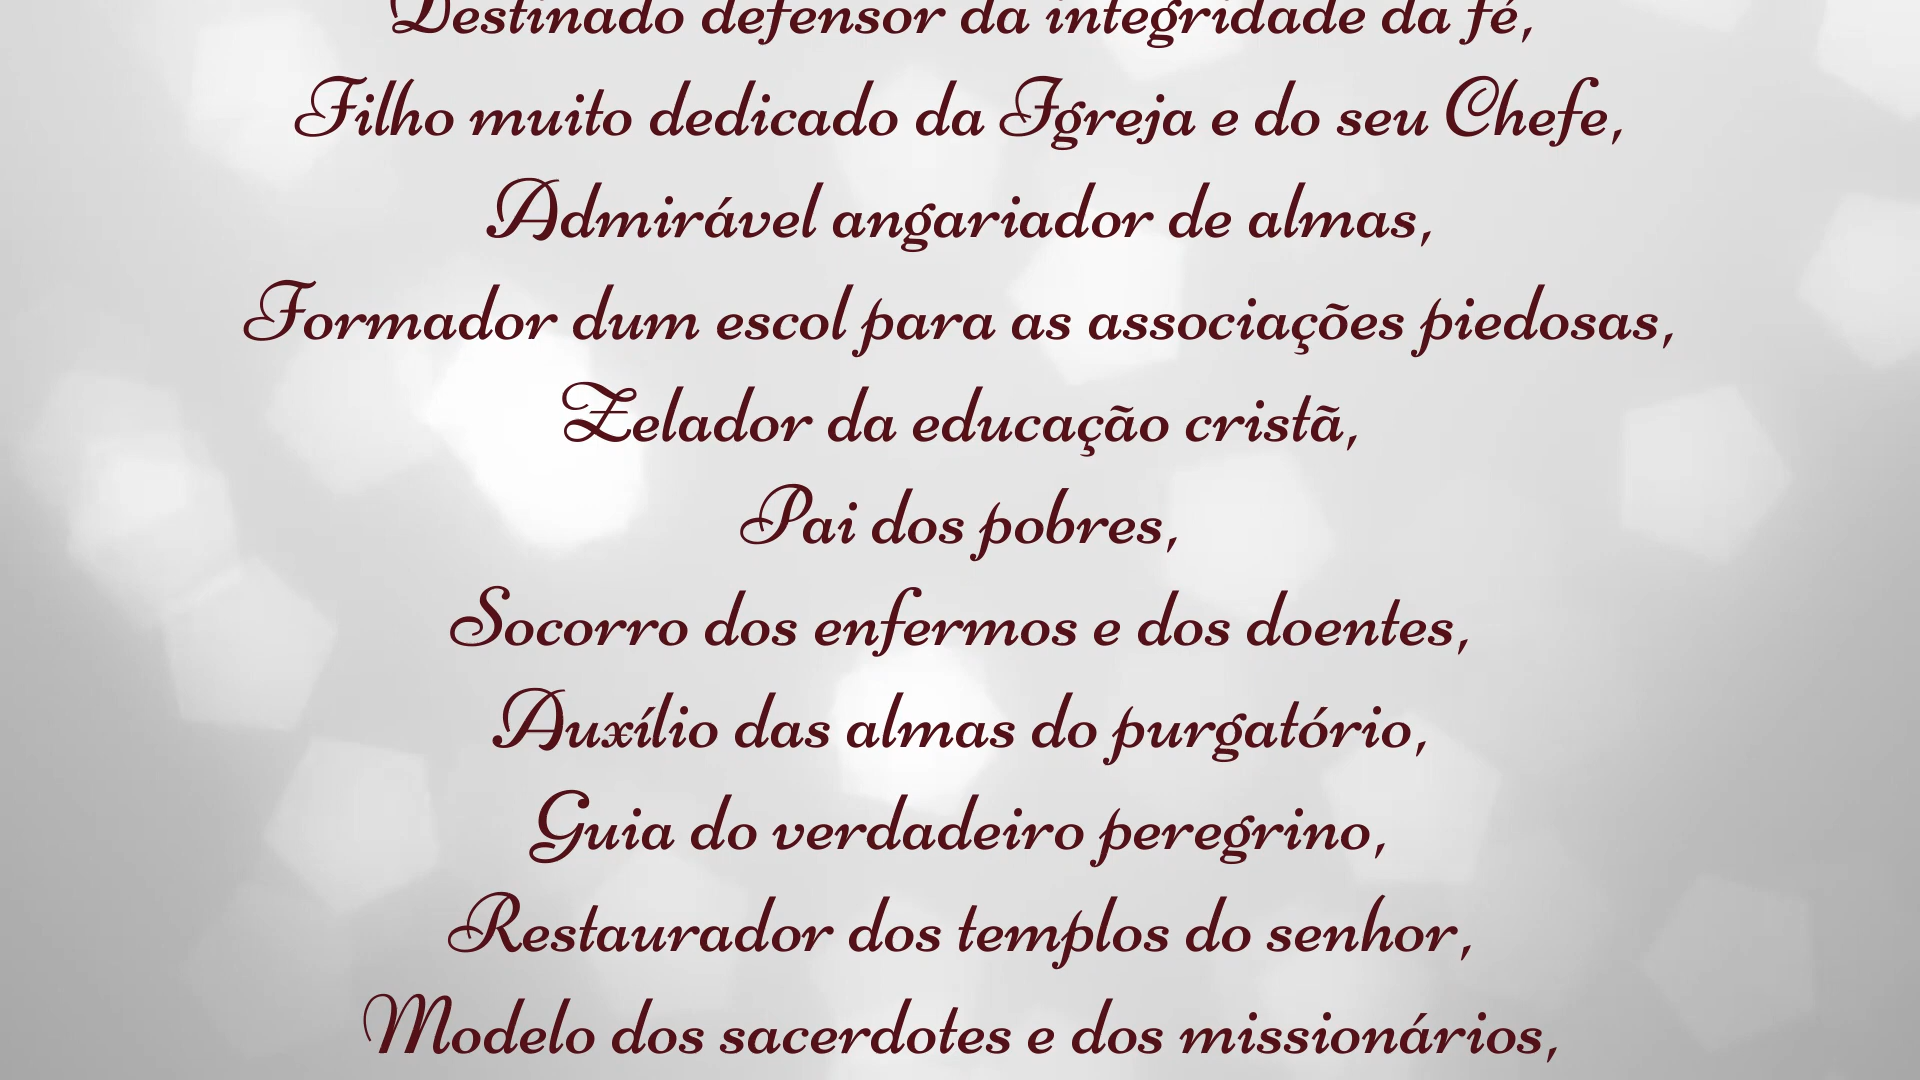 Destinado defensor da integridade da fé,
Filho muito dedicado da Igreja e do seu Chefe,
Admirável angariador de almas,
Formador dum escol para as associações piedosas,
Zelador da educação cristã,
Pai dos pobres,
Socorro dos enfermos e dos doentes,
Auxílio das almas do purgatório,
Guia do verdadeiro peregrino,
Restaurador dos templos do senhor,
Modelo dos sacerdotes e dos missionários,